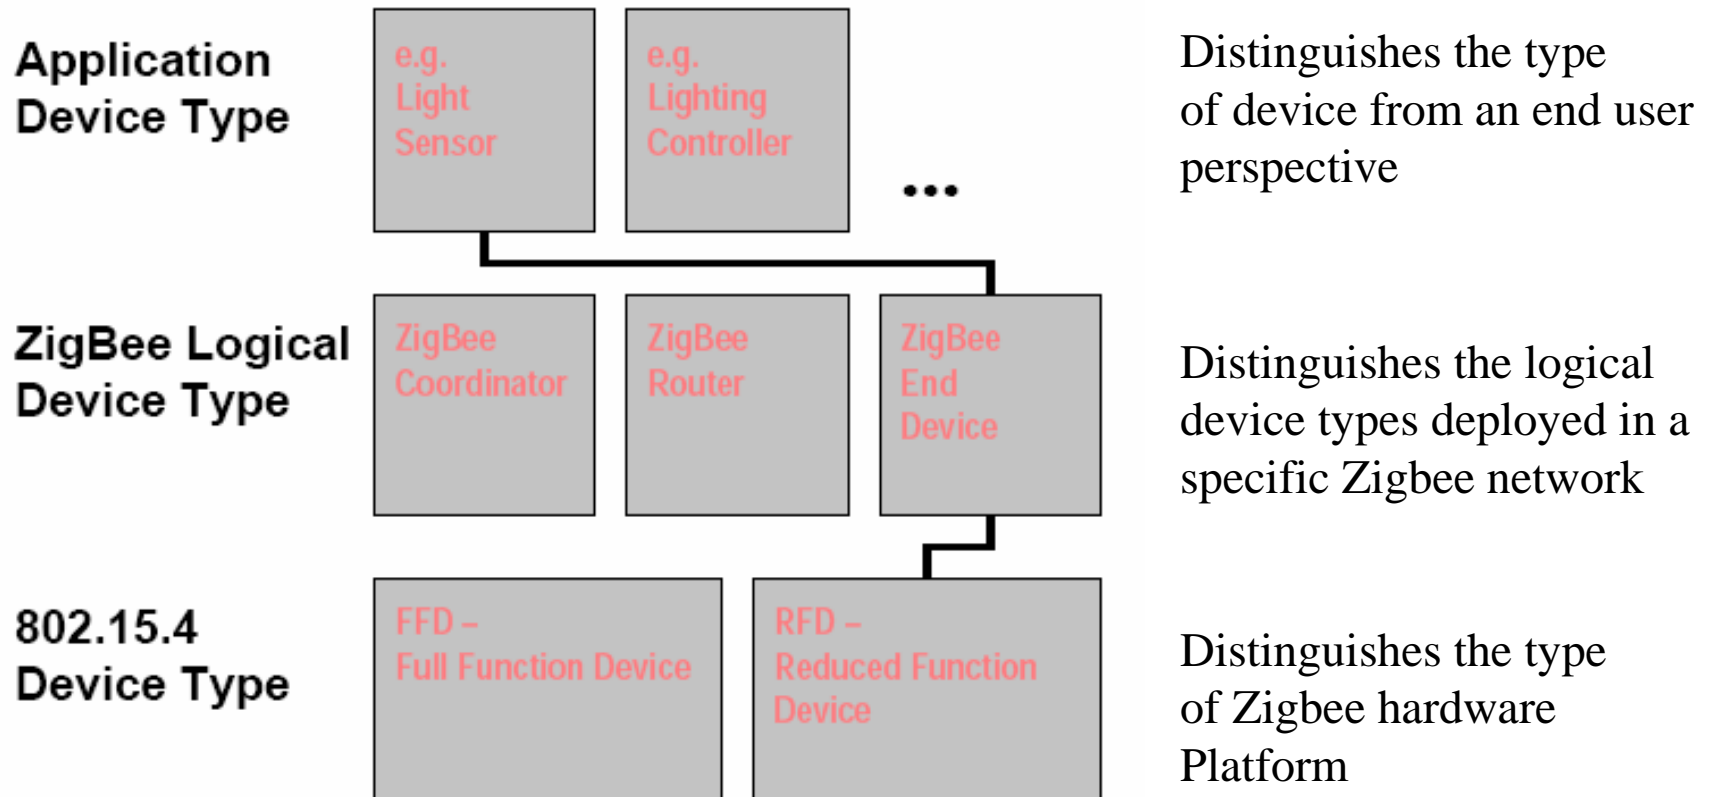 Application
Device Type
e.g.
Light
Sensor
e.g.
Lighting
Controller
...
Distinguishes the type
of device from an end user
perspective
ZigBee Logical
Device Type
ZigBee
Coordinator
ZigBee
Router
ZigBee
End
Device
Distinguishes the logical
device types deployed in a
specific Zigbee network
802.15.4
Device Type
FFD –
Full Function Device
RFD –
Reduced Function
Device
Distinguishes the type
of Zigbee hardware
Platform